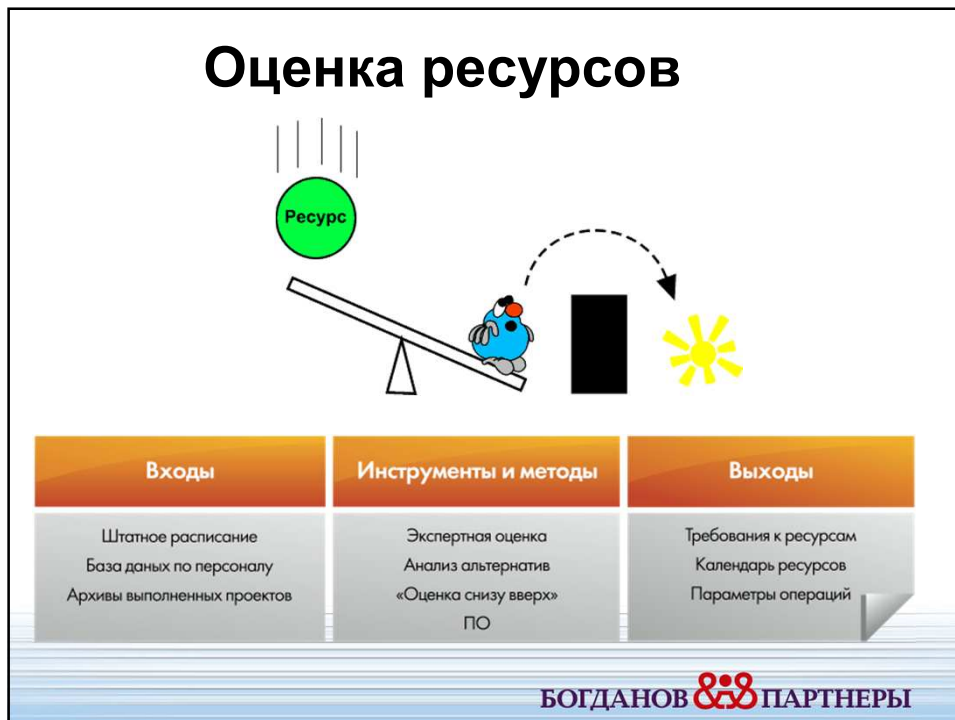 Оценка ресурсов
Ресурс
Входы
Штатное расписание
База даных по персоналу
Архивы выполненных проектов
Инструменты и методы
Экспертная оценка
Анализ альтернатив
«Оценка снизу вверх»
ПО
Выходы
Требования к ресурсам
Календарь ресурсов
Параметры операций
БОГДАНОВ & ПАРТНЕРЫ